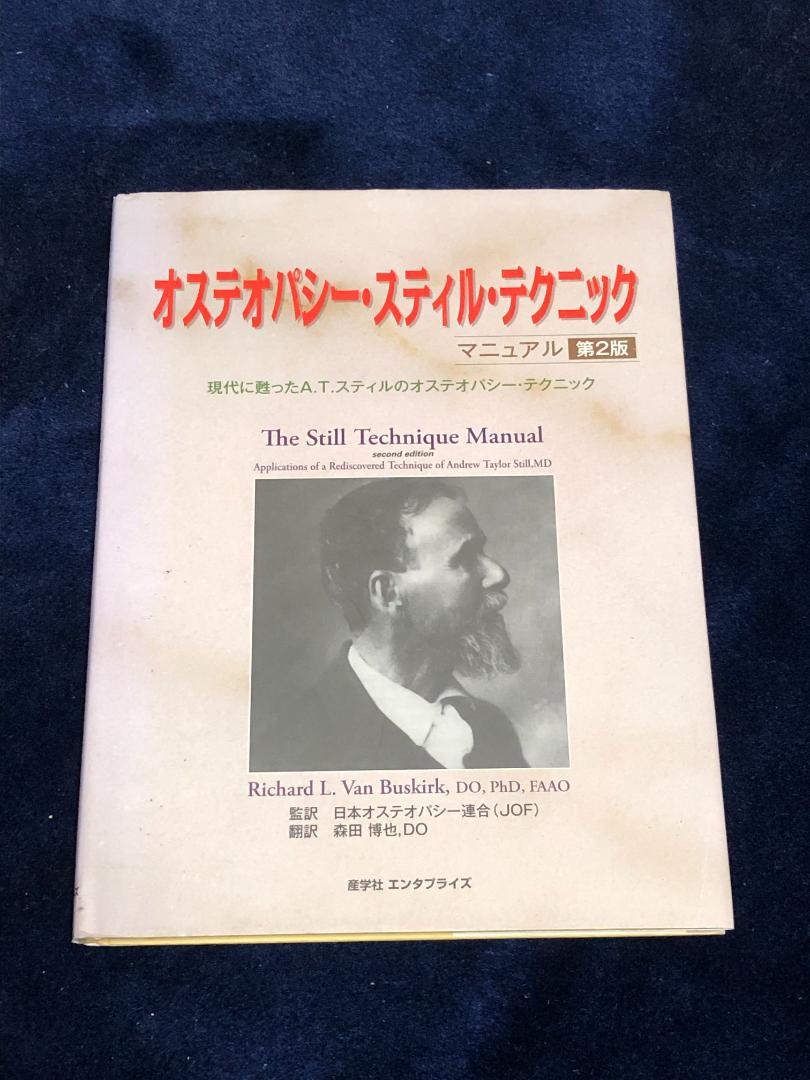 オステオパシー・スティル・テクニック
マニュアル 第2版
現代に甦ったA.T.スティルのオステオパシー・テクニック
The Still Technique Manual
second edition
Applications of a Rediscovered Technique of Andrew Taylor Still,MD
Richard L. Van Buskirk, DO, PhD, FAAO
監訳 日本オステオパシー連合(JOF)
翻訳 森田 博也,DO
産学社 エンタプライズ